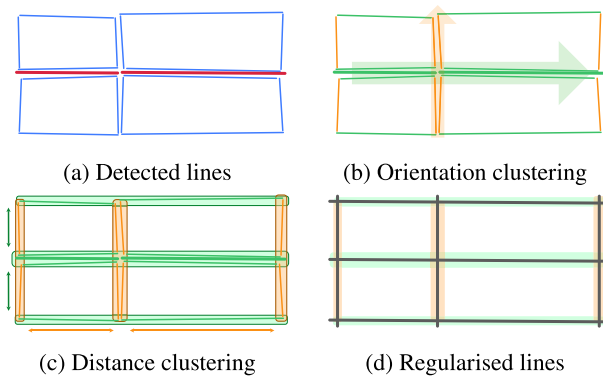 (a) Detected lines
(b) Orientation clustering
(c) Distance clustering
(d) Regularised lines